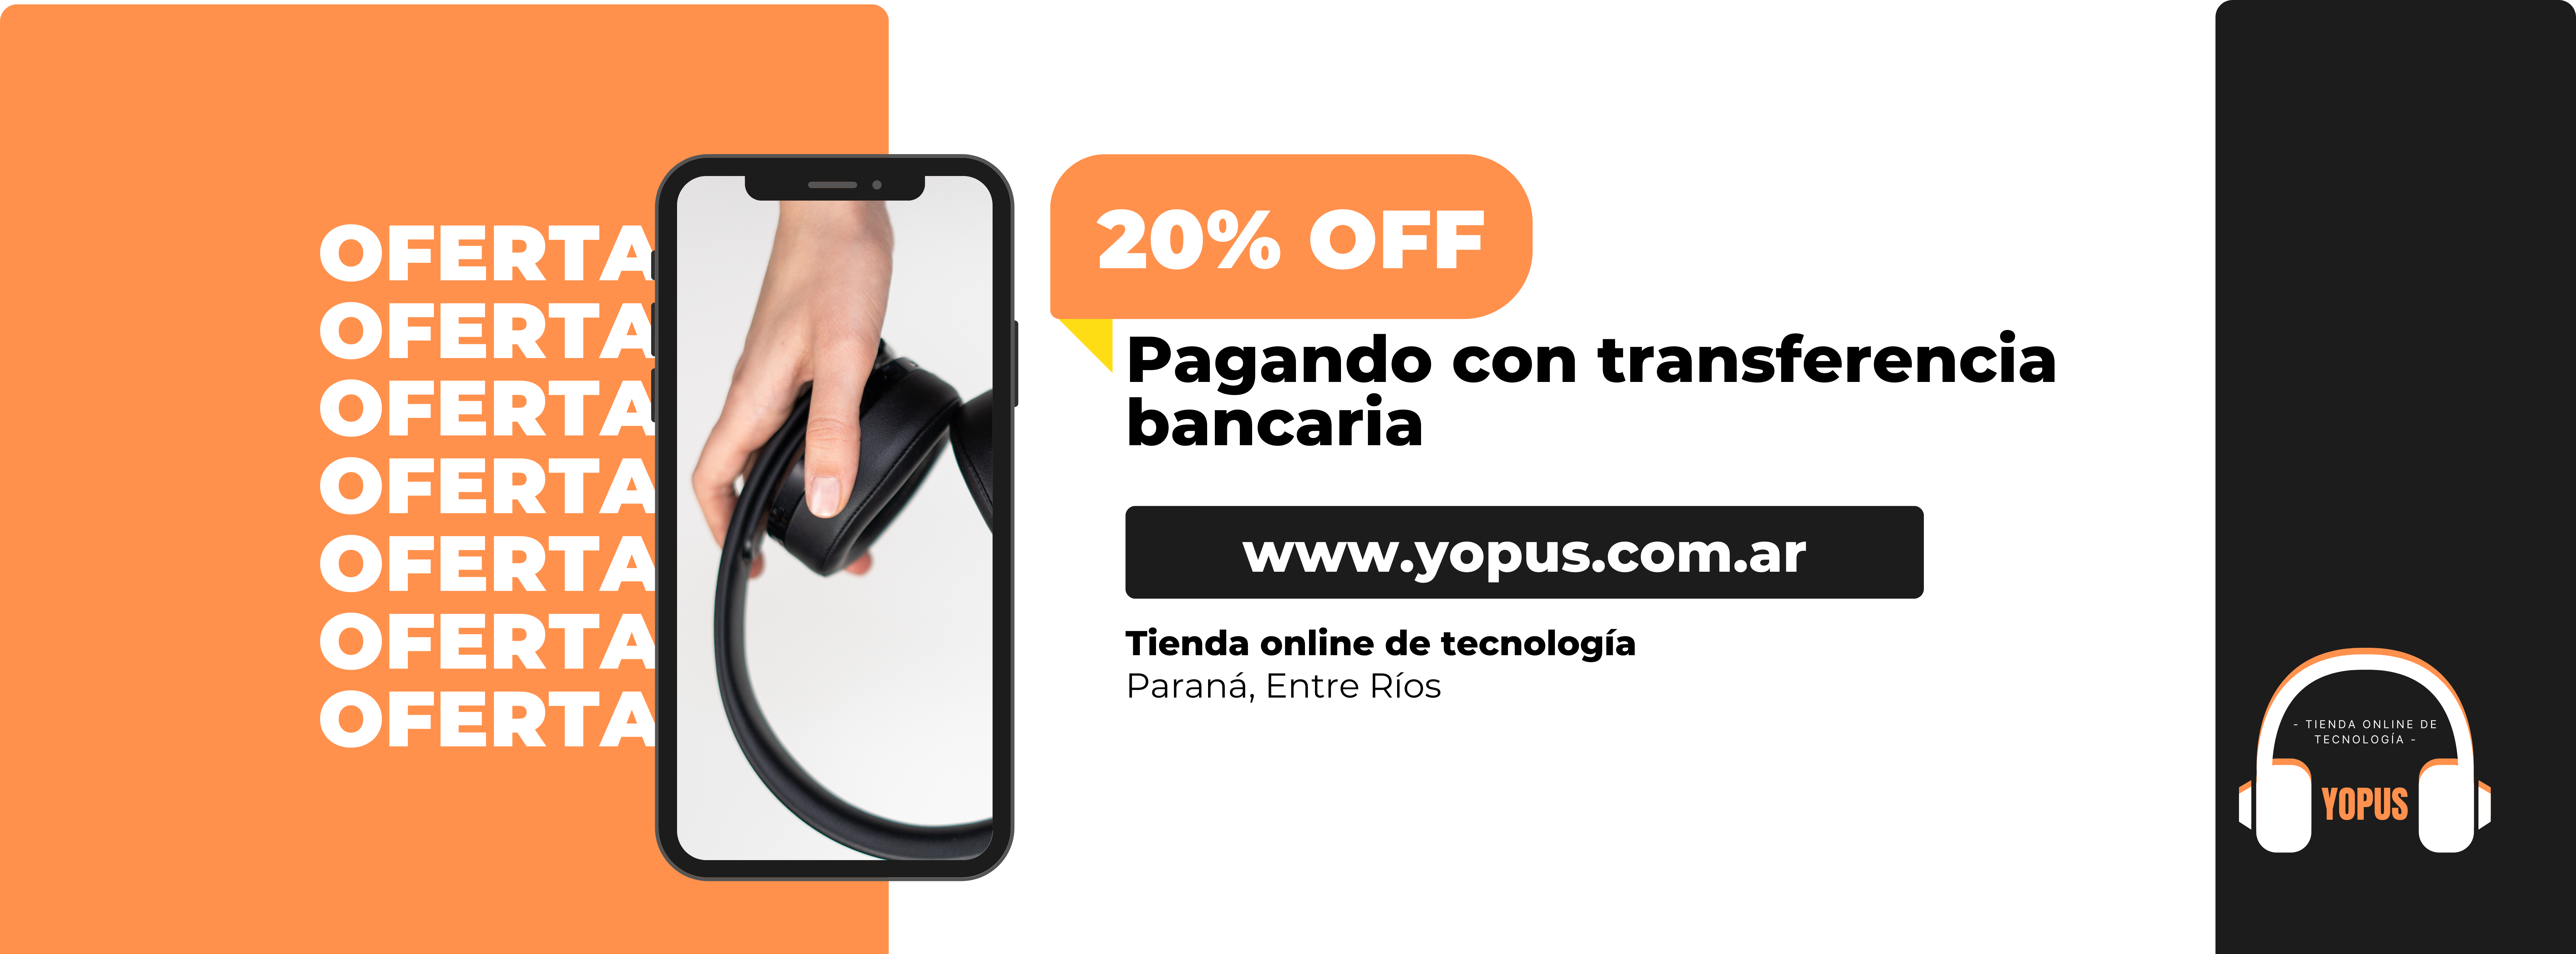 OFERTA
OFERTA
OFERTA
OFERTA
OFERTA
OFERTA
OFERTA
20% OFF
Pagando con transferencia
bancaria
www.yopus.com.ar
Tienda online de tecnología
Paraná, Entre Ríos
- TIENDA ONLINE DE
TECNOLOGÍA -
YOPUS